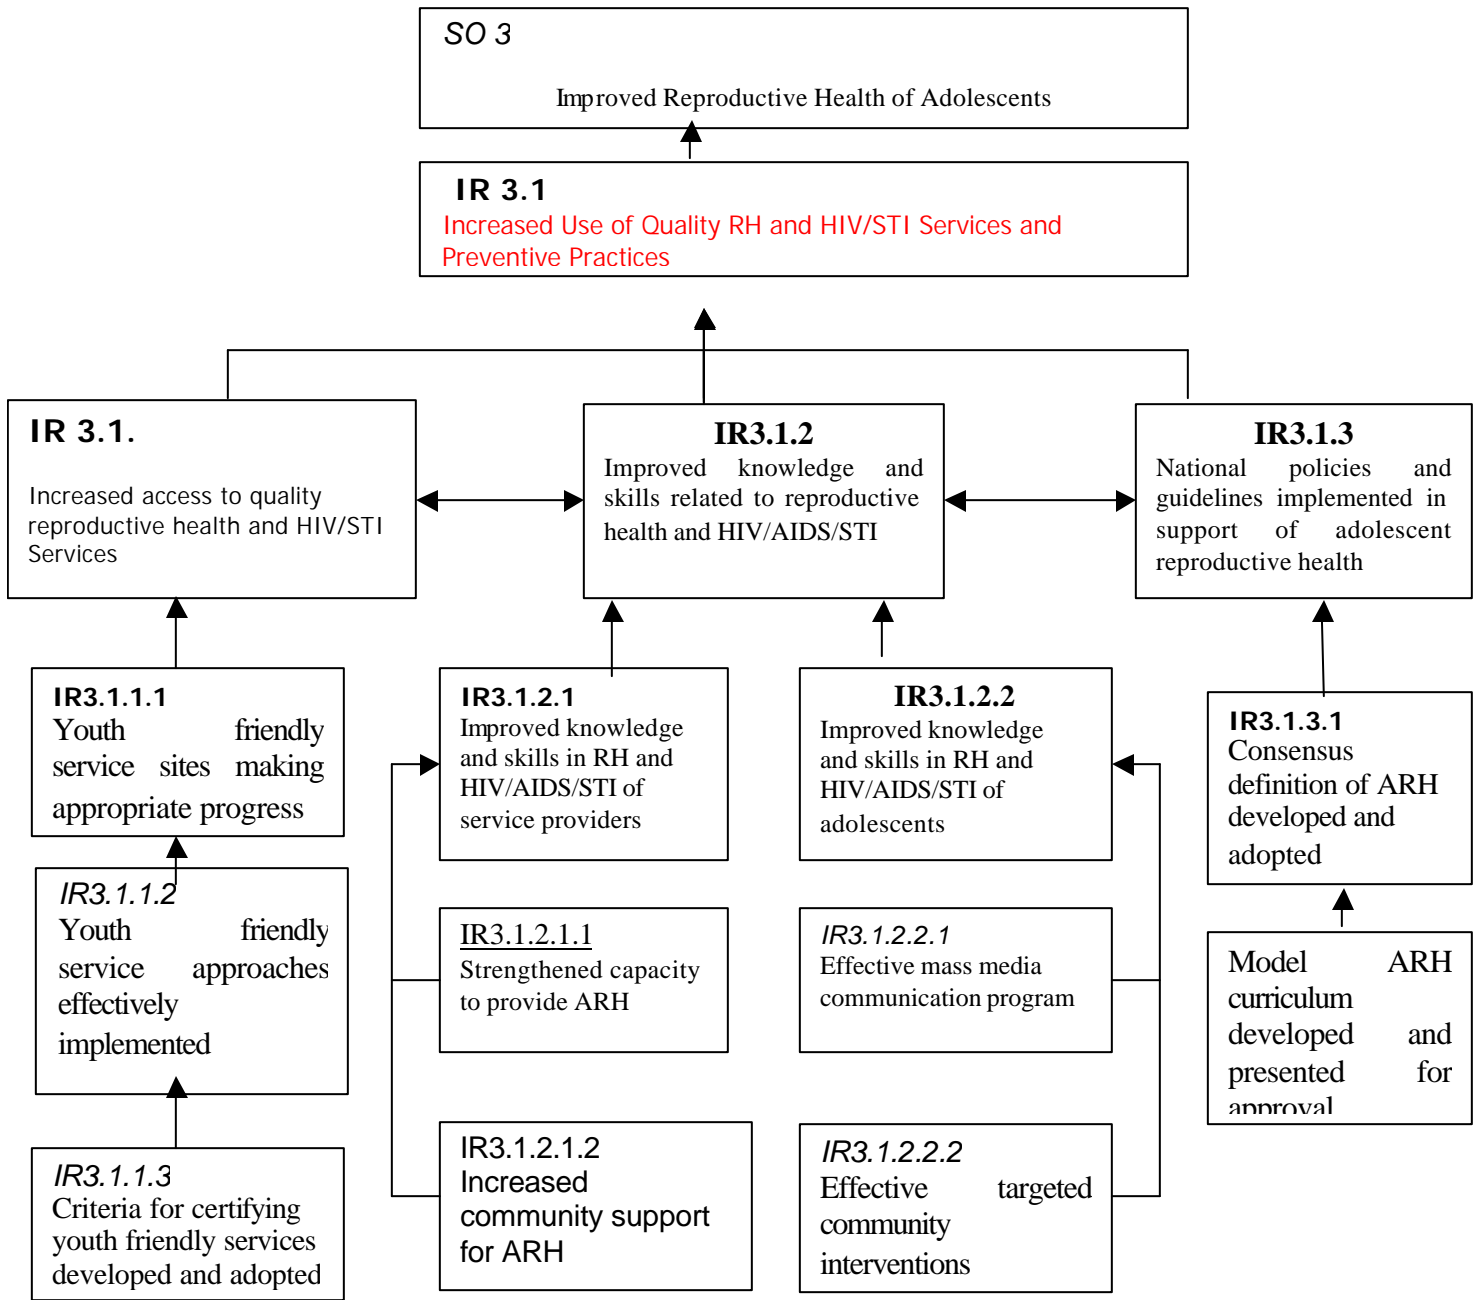 SO 3
Improved Reproductive Health of Adolescents
IR 3.1
Increased Use of Quality RH and HIV/STI Services and
Preventive Practices
IR 3.1.
Increased access to quality
reproductive health and HIV/STI
Services
IR3.1.2
Improved knowledge and
skills related to reproductive
health and HIV/AIDS/STI
IR3.1.3
National policies and
guidelines implemented in
support of adolescent
reproductive health
IR3.1.1.1
Youth friendly
service sites making
appropriate progress
IR3.1.2.1
Improved knowledge
and skills in RH and
HIV/AIDS/STI of
service providers
IR3.1.2.2
Improved knowledge
and skills in RH and
HIV/AIDS/STI of
adolescents
IR3.1.3.1
Consensus
definition of ARH
developed and
adopted
IR3.1.1.2
Youth friendly
service approaches
effectively
implemented
IR3.1.2.1.1
Strengthened capacity
to provide ARH
IR3.1.2.2.1
Effective mass media
communication program
Model ARH
curriculum
developed and
presented for
approval
IR3.1.1.3
Criteria for certifying
youth friendly services
developed and adopted
IR3.1.2.1.2
Increased
community support
for ARH
IR3.1.2.2.2
Effective targeted
community
interventions